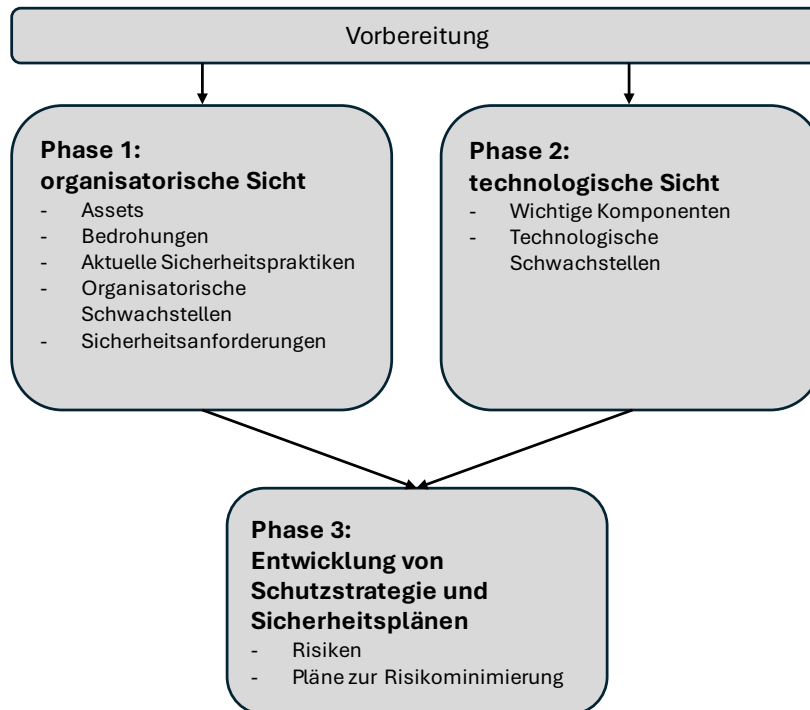 Vorbereitung
Phase 1:
organisatorische Sicht
- Assets
- Bedrohungen
- Aktuelle Sicherheitspraktiken
- Organisatorische
Schwachstellen
- Sicherheitsanforderungen
Phase 2:
technologische Sicht
- Wichtige Komponenten
- Technologische
Schwachstellen
Phase 3:
Entwicklung von
Schutzstrategie und
Sicherheitsplänen
- Risiken
- Pläne zur Risikominimierung